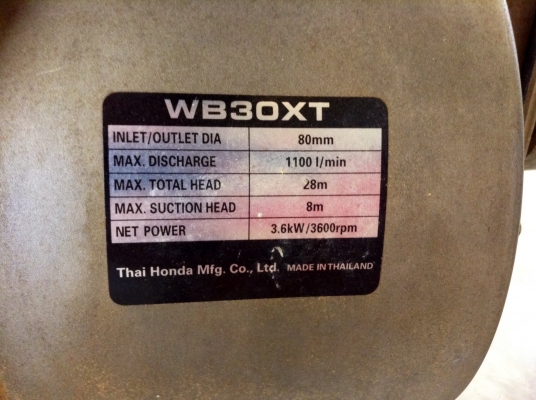 WB30XT
INLET/OUTLET DIA 80mm
MAX. DISCHARGE 1100 l/min
MAX. TOTAL HEAD 28m
MAX. SUCTION HEAD 8m
NET POWER 3.6kW/3600rpm
Thai Honda Mfg. Co., Ltd. MADE IN THAILAND